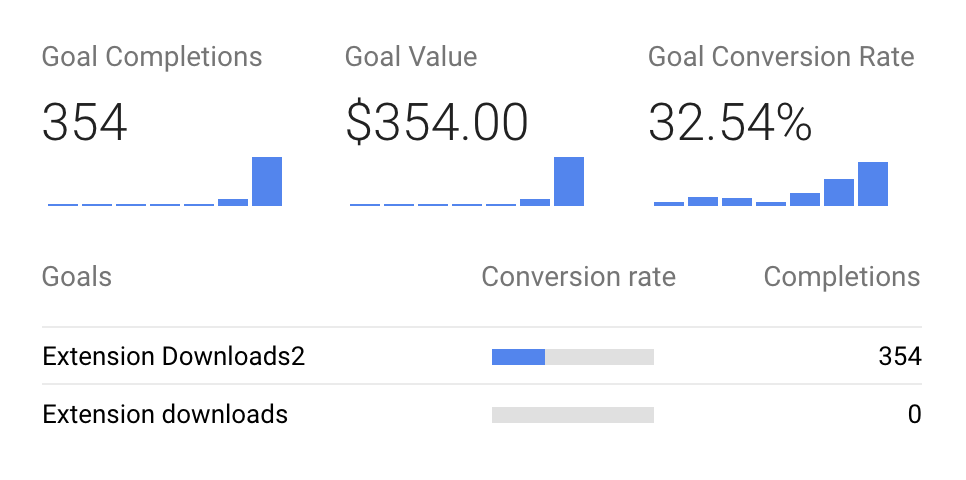 Goal Completions Goal Value Goal Conversion Rate
354 $354.00 32.54%
Goals Conversion rate Completions
Extension Downloads2 354
Extension downloads 0